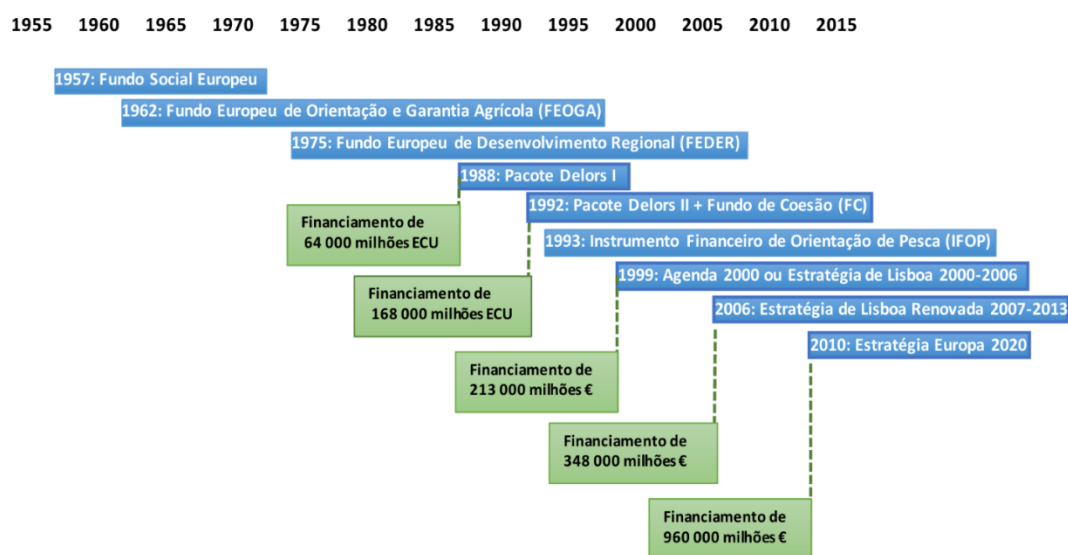 1955 1960 1965 1970 1975 1980 1985 1990 1995 2000 2005 2010 2015
1957: Fundo Social Europeu
1962: Fundo Europeu de Orientação e Garantia Agrícola (FEOGA)
1975: Fundo Europeu de Desenvolvimento Regional (FEDER)
1988: Pacote Delors I
1992: Pacote Delors II + Fundo de Coesão (FC)
Financiamento de
64 000 milhões ECU
1993: Instrumento Financeiro de Orientação de Pesca (IFOP)
1999: Agenda 2000 ou Estratégia de Lisboa 2000-2006
Financiamento de
168 000 milhões ECU
2006: Estratégia de Lisboa Renovada 2007-2013
2010: Estratégia Europa 2020
Financiamento de
213 000 milhões €
Financiamento de
348 000 milhões €
Financiamento de
960 000 milhões €